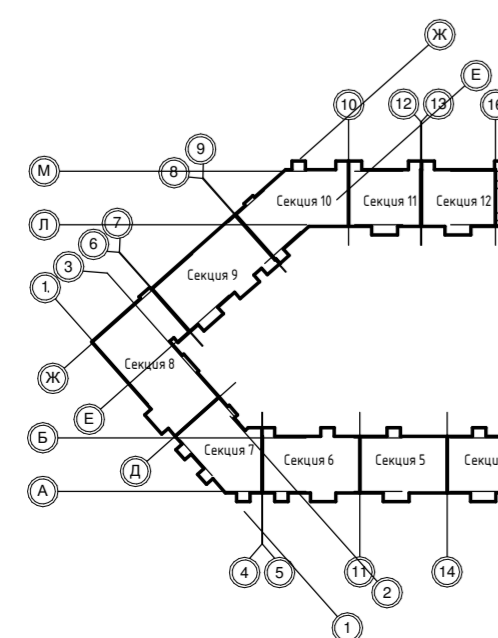 Ж
Е
10
12
13
16
9
8
М
Секция 10
Секция 11
Секция 12
Л
7
6
3
1.
Секция 9
Секция 8
Ж
Е
Б
Д
А
Секция 7
Секция 6
Секция 5
4
5
11
14
2
1